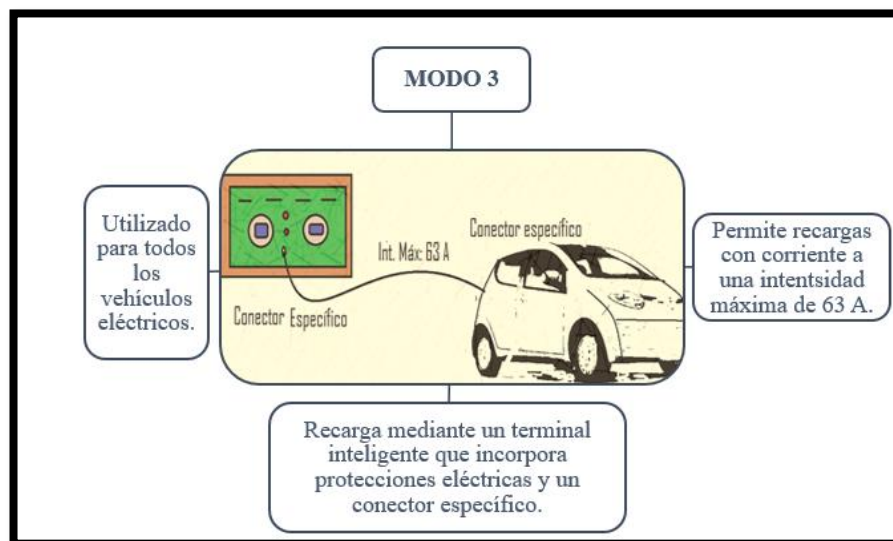 MODO 3
Utilizado
para todos
los
vehículos
eléctricos.
Conector específico
Int. Máx: 63 A
Conector Específico
Permite recargas
con corriente a
una intentsidad
máxima de 63 A.
Recarga mediante un terminal
inteligente que incorpora
protecciones eléctricas y un
conector específico.